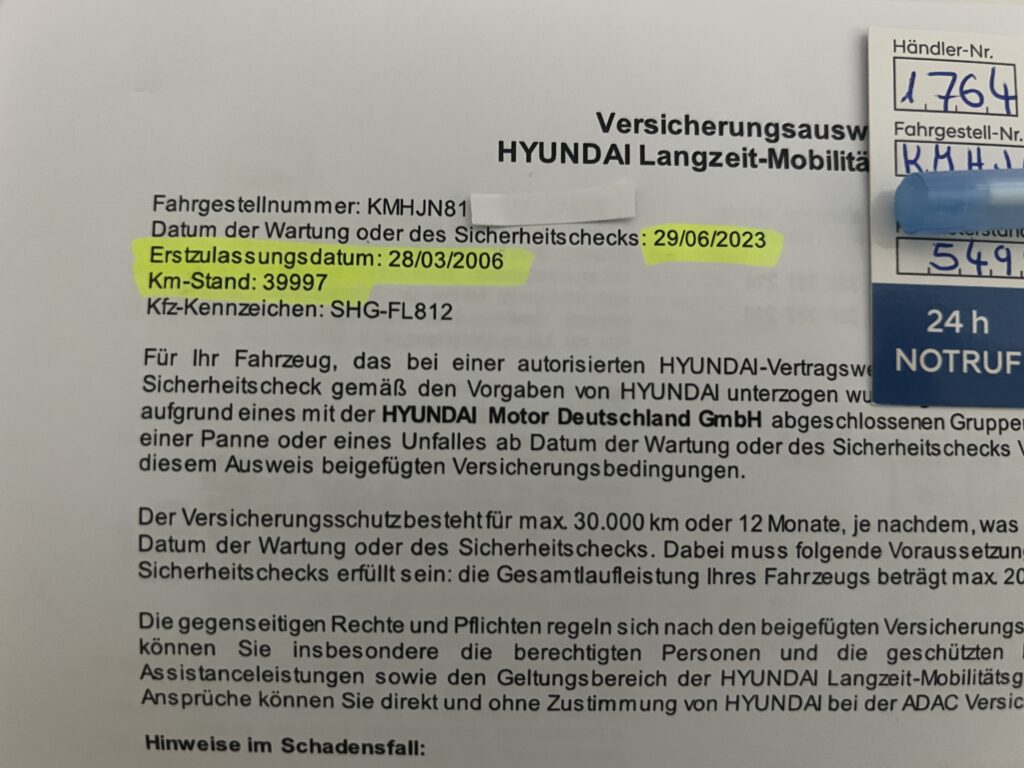 Versicherungsausw
HYUNDAI Langzeit-Mobilitä
Fahrgestellnummer: KMHJN81
Datum der Wartung oder des Sicherheitschecks: 29/06/2023
Erstzulassungsdatum: 28/03/2006
Km-Stand: 39997
Kfz-Kennzeichen: SHG-FL812
Für Ihr Fahrzeug, das bei einer autorisierten HYUNDAI-Vertragswe
Sicherheitscheck gemäß den Vorgaben von HYUNDAI unterzogen wu
aufgrund eines mit der HYUNDAI Motor Deutschland GmbH abgeschlossenen Gruppen
einer Panne oder eines Unfalles ab Datum der Wartung oder des Sicherheitschecks V
diesem Ausweis beigefügten Versicherungsbedingungen.
Der Versicherungsschutz besteht für max. 30.000 km oder 12 Monate, je nachdem, was
Datum der Wartung oder des Sicherheitschecks. Dabei muss folgende Voraussetzun
Sicherheitschecks erfüllt sein: die Gesamtlaufleistung Ihres Fahrzeugs beträgt max. 20
Die gegenseitigen Rechte und Pflichten regeln sich nach den beigefügten Versicherungs
können Sie insbesondere die berechtigten Personen und die geschützten
Assistanceleistungen sowie den Geltungsbereich der HYUNDAI Langzeit-Mobilitätsg
Ansprüche können Sie direkt und ohne Zustimmung von HYUNDAI bei der ADAC Versic
Hinweise im Schadensfall:
Händler-Nr.
1764
Fahrgestell-Nr.
KMHJ
549
24 h
NOTRUF